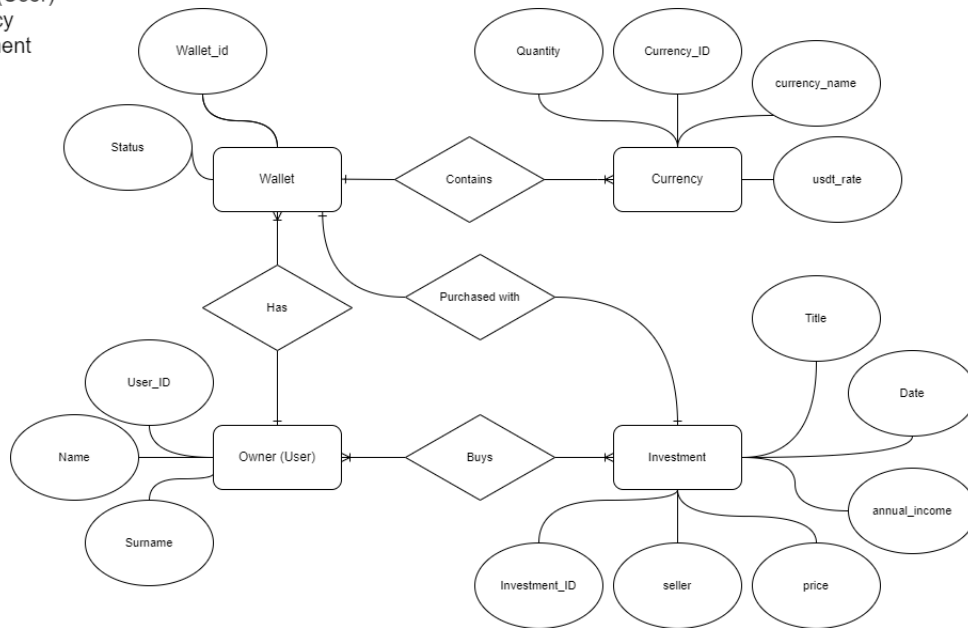 (User)
Wallet_id
Quantity
Currency_ID
currency_name
Status
Wallet
Contains
Currency
usdt_rate
Has
Purchased with
Title
User_ID
Date
Name
Owner (User)
Buys
Investment
annual_income
Surname
Investment_ID
seller
price